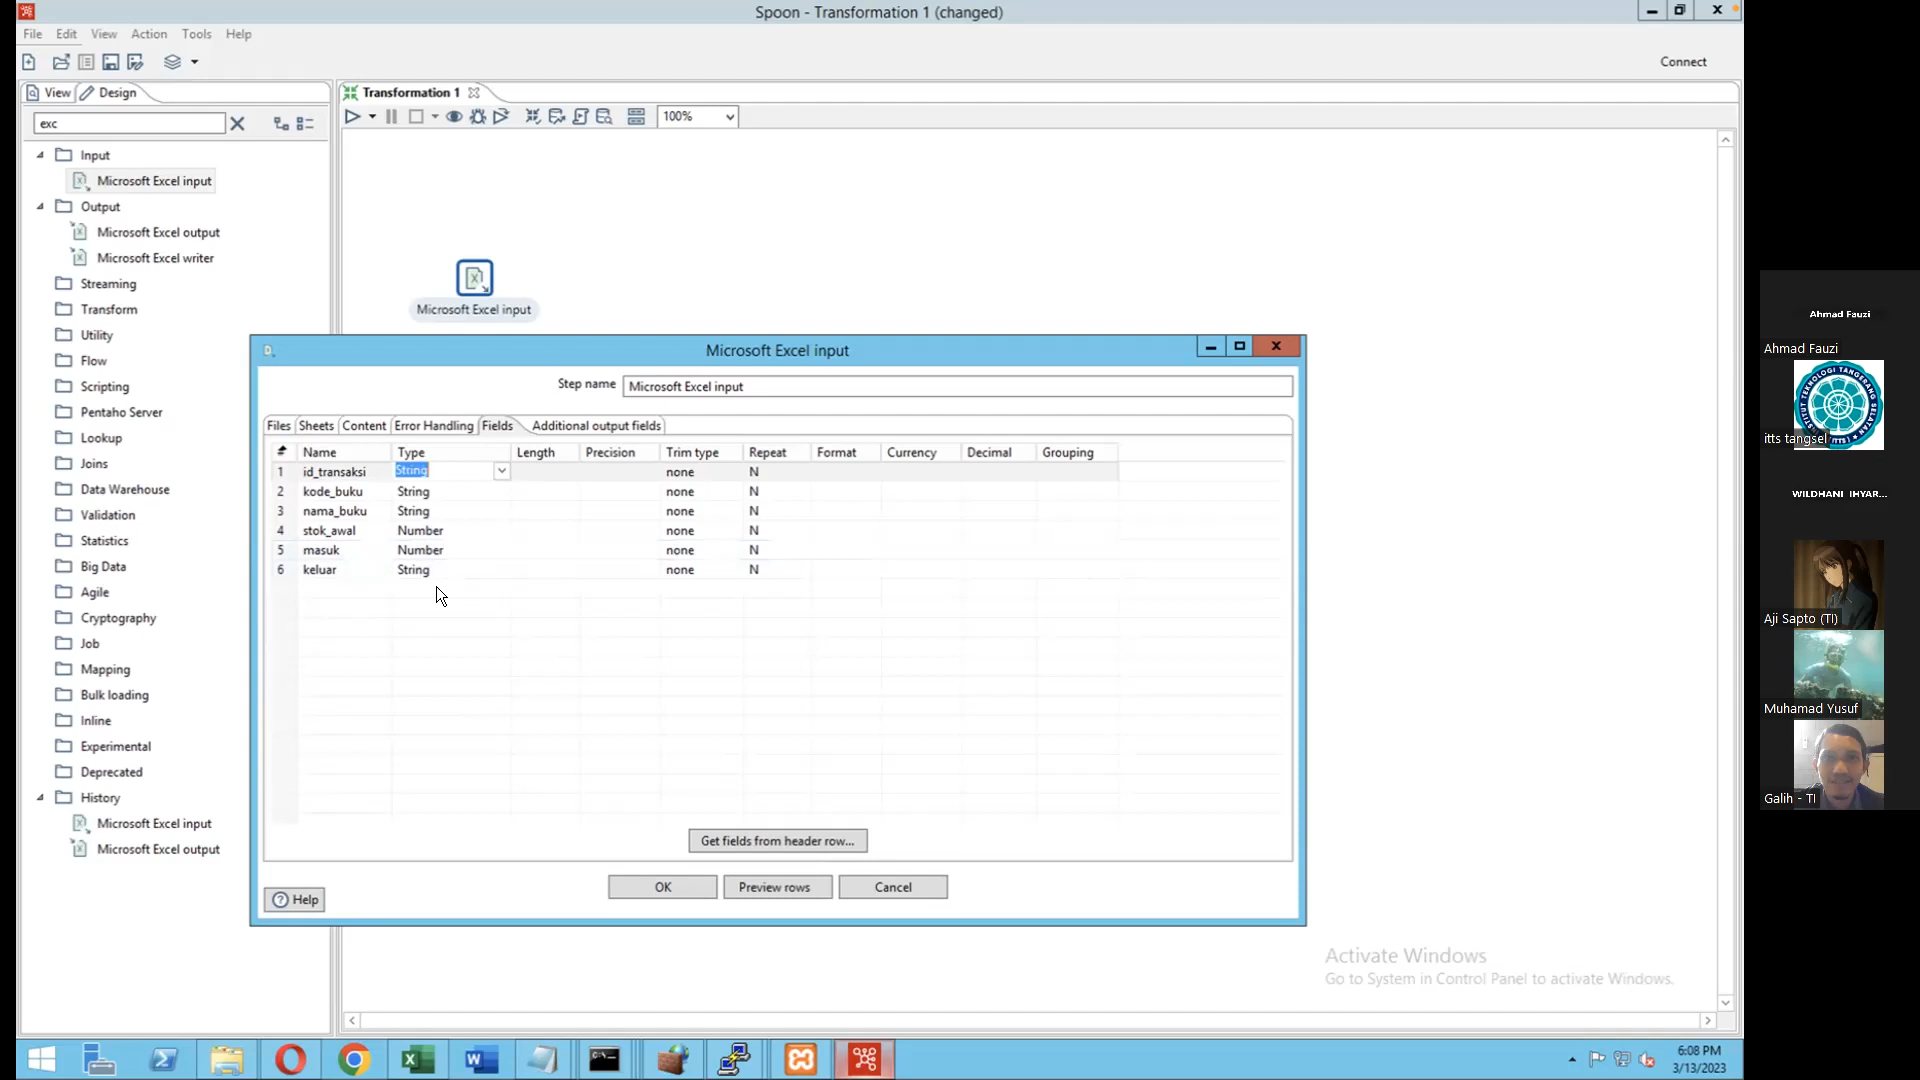 Spoon - Transformation 1 (changed)
File Edit View Action Tools Help
Connect
View Design
Transformation 1
exc
100%
Input
Microsoft Excel input
Output
Microsoft Excel output
Microsoft Excel writer
Streaming
Transform
Utility
Flow
Scripting
Pentaho Server
Lookup
Joins
Data Warehouse
Validation
Statistics
Big Data
Agile
Cryptography
Job
Mapping
Bulk loading
Inline
Experimental
Deprecated
History
Microsoft Excel input
Microsoft Excel output
Microsoft Excel input
Microsoft Excel input
Step name Microsoft Excel input
Files Sheets Content Error Handling Fields Additional output fields
# Name Type Length Precision Trim type Repeat Format Currency Decimal Grouping
1 id_transaksi String none N
2 kode_buku String none N
3 nama_buku String none N
4 stok_awal Number none N
5 masuk Number none N
6 keluar String none N
Get fields from header row...
OK Preview rows Cancel
Help
Activate Windows
Go to System in Control Panel to activate Windows.
6:08 PM
3/13/2023
Ahmad Fauzi
Ahmad Fauzi
INSTITUT TEKNOLOGI TANGERANG SELATAN
(ITTS)
itts tangsel
WILDHANI IHYAR...
Aji Sapto (TI)
Muhamad Yusuf
Galih - TI